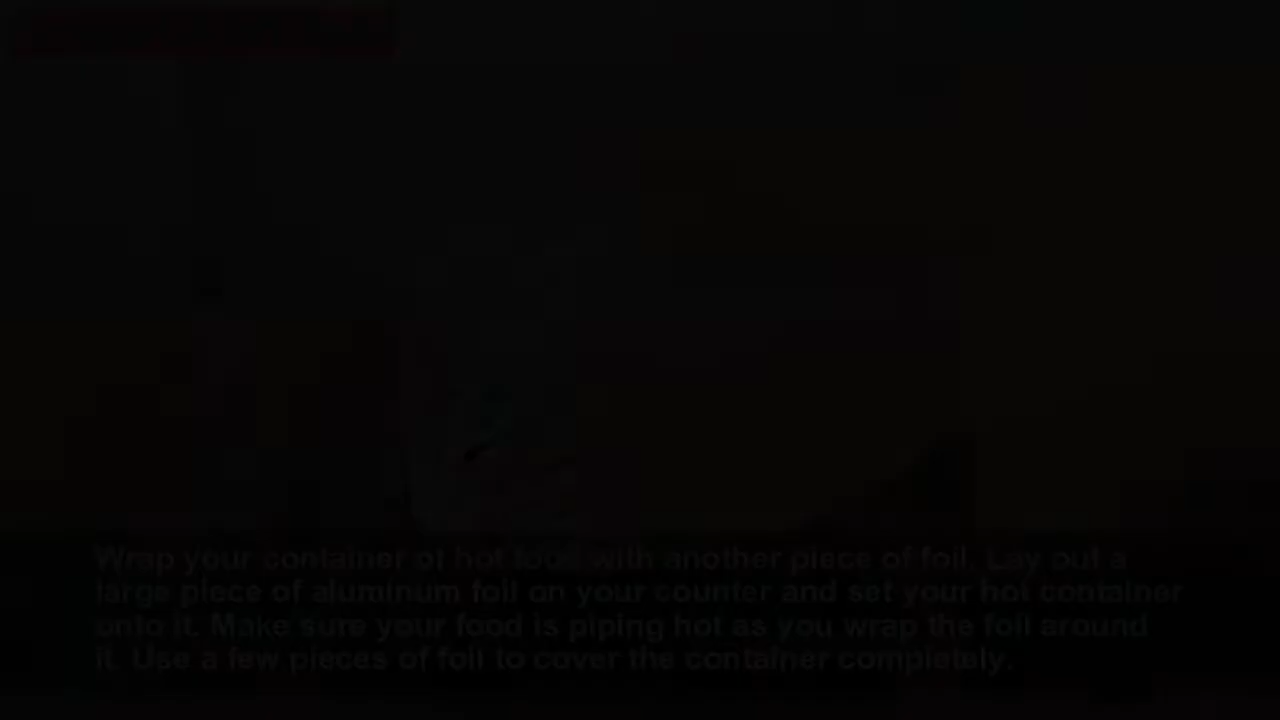 Wrap your container of hot food with another piece of foil. Lay out a
large piece of aluminum foil on your counter and set your hot container
onto it. Make sure your food is piping hot as you wrap the foil around
it. Use a few pieces of foil to cover the container completely.